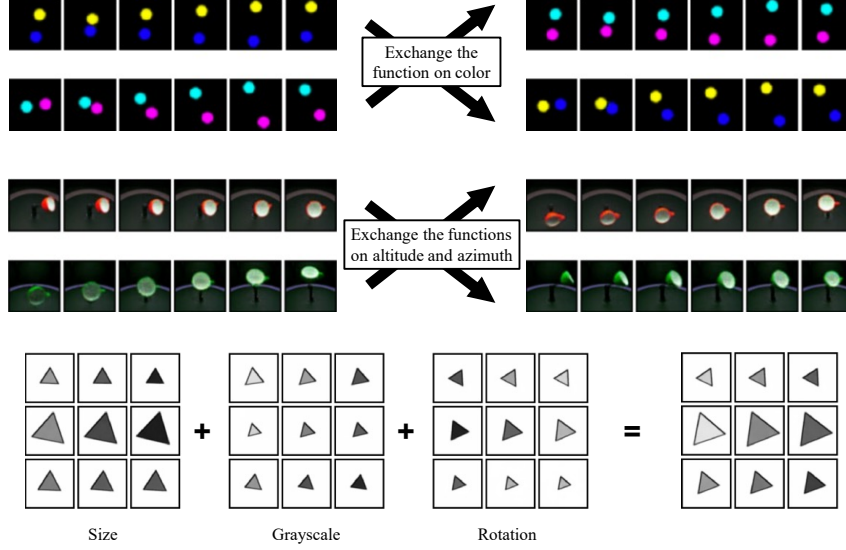 Exchange the
function on color
Exchange the functions
on altitude and azimuth
+
+
=
Size
Grayscale
Rotation